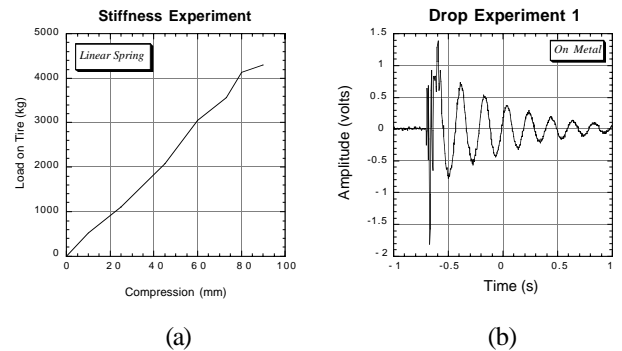 Stiffness Experiment
5000
4000
3000
2000
1000
0
Linear Spring
Load on Tire (kg)
0 20 40 60 80 100
Compression (mm)
(a)
Drop Experiment 1
1.5
1
0.5
0
-0.5
-1
-1.5
-2
On Metal
Amplitude (volts)
-1 -0.5 0 0.5 1
Time (s)
(b)